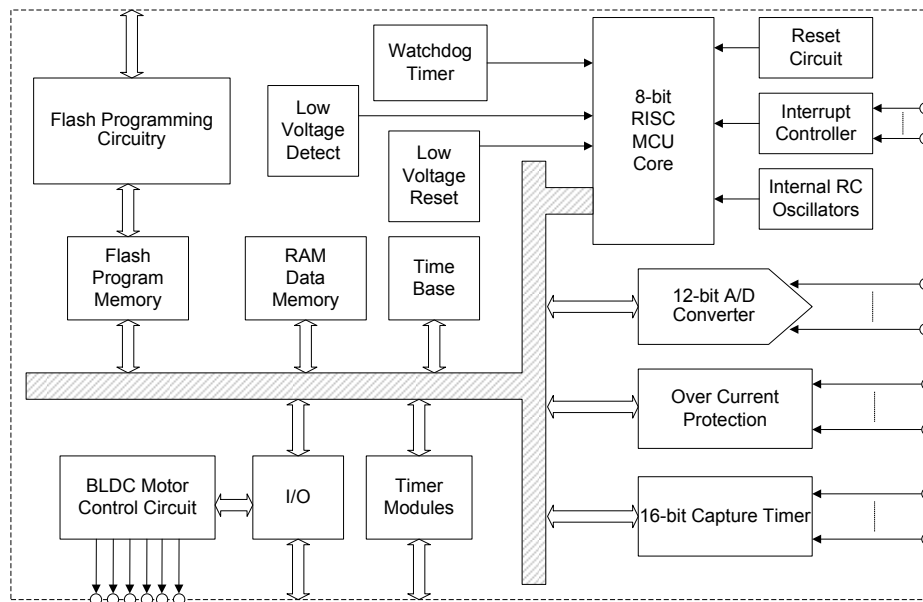 Flash Programming
Circuitry
Watchdog
Timer
Low
Voltage
Detect
Low
Voltage
Reset
8-bit
RISC
MCU
Core
Reset
Circuit
Interrupt
Controller
Internal RC
Oscillators
Flash
Program
Memory
RAM
Data
Memory
Time
Base
12-bit A/D
Converter
Over Current
Protection
BLDC Motor
Control Circuit
I/O
Timer
Modules
16-bit Capture Timer